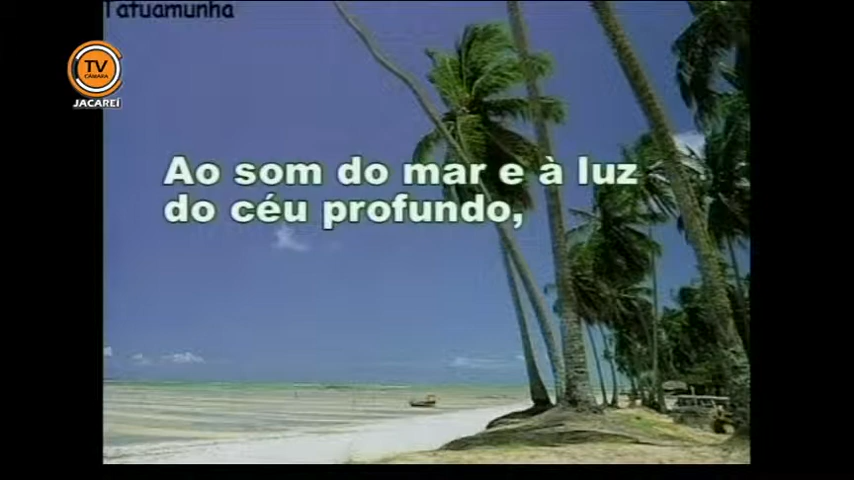 Tatuamunha
TV
CÂMARA
JACAREÍ
Ao som do mar e à luz
do céu profundo,